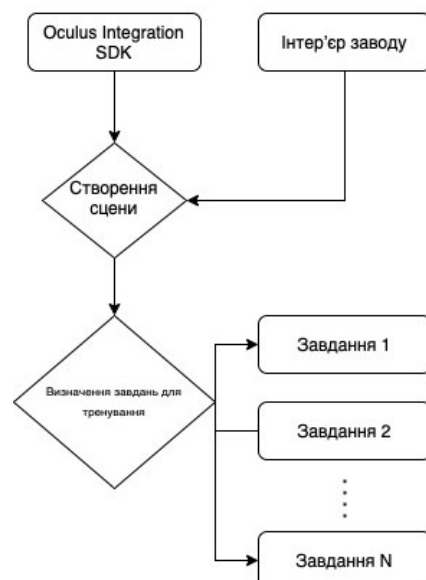 Oculus Integration
SDK
Інтер’єр заводу
Створення
сцени
Визначення завдань для
тренування
Завдання 1
Завдання 2
Завдання N